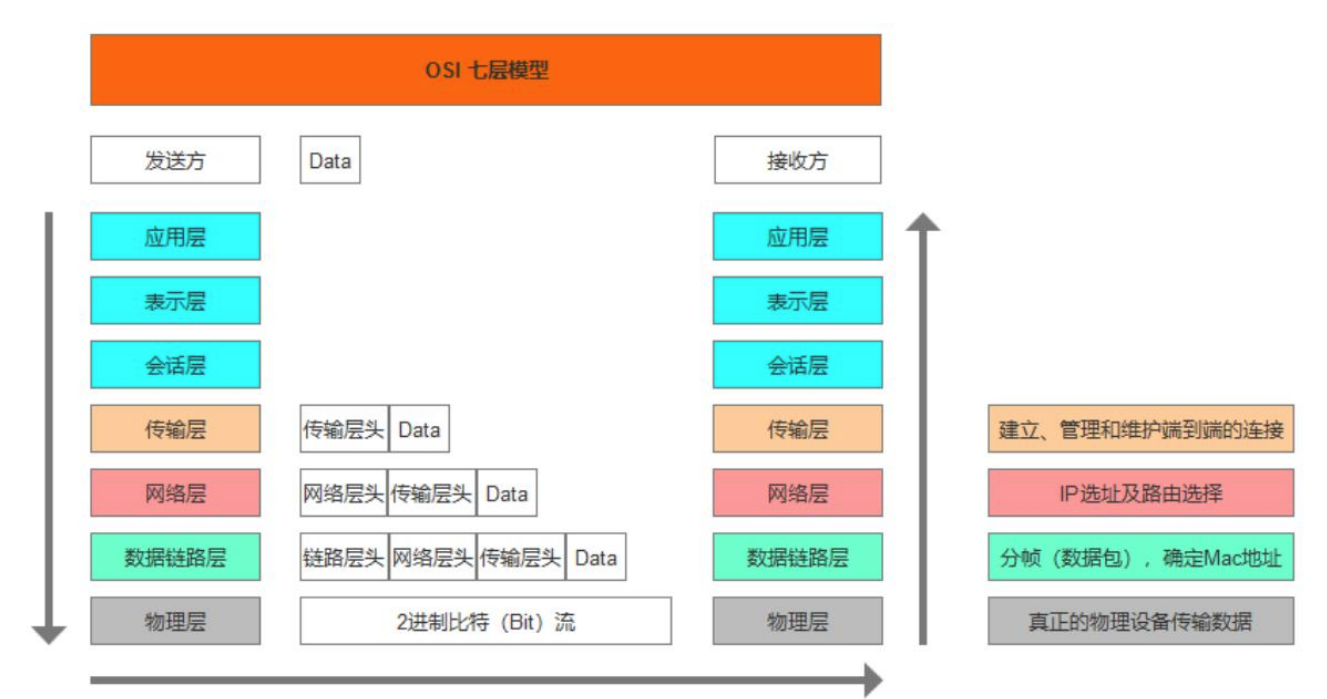 OSI 七层模型
发送方 Data 接收方
应用层 应用层
表示层 表示层
会话层 会话层
传输层 传输层头 Data 传输层 建立、管理和维护端到端的连接
网络层 网络层头 传输层头 Data 网络层 IP选址及路由选择
数据链路层 链路层头 网络层头 传输层头 Data 数据链路层 分帧（数据包），确定Mac地址
物理层 2进制比特（Bit）流 物理层 真正的物理设备传输数据